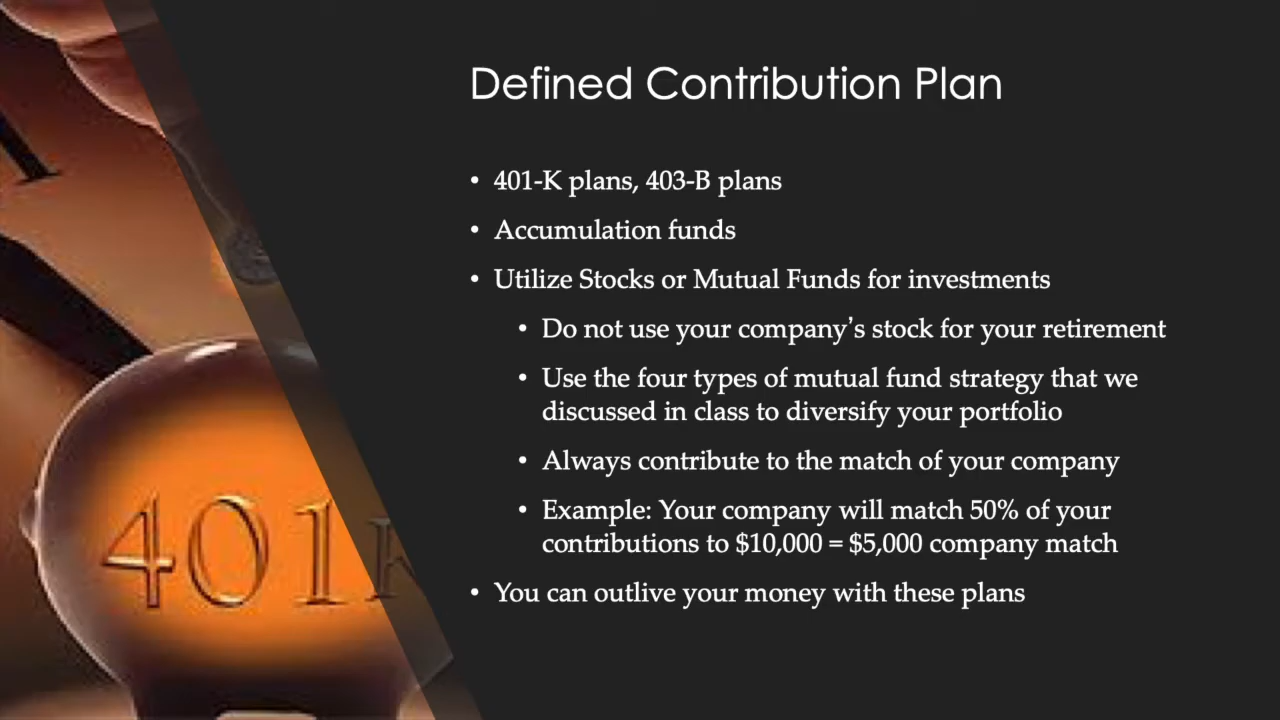 Defined Contribution Plan
• 401-K plans, 403-B plans
• Accumulation funds
• Utilize Stocks or Mutual Funds for investments
• Do not use your company’s stock for your retirement
• Use the four types of mutual fund strategy that we
discussed in class to diversify your portfolio
• Always contribute to the match of your company
• Example: Your company will match 50% of your
contributions to $10,000 = $5,000 company match
• You can outlive your money with these plans
401K